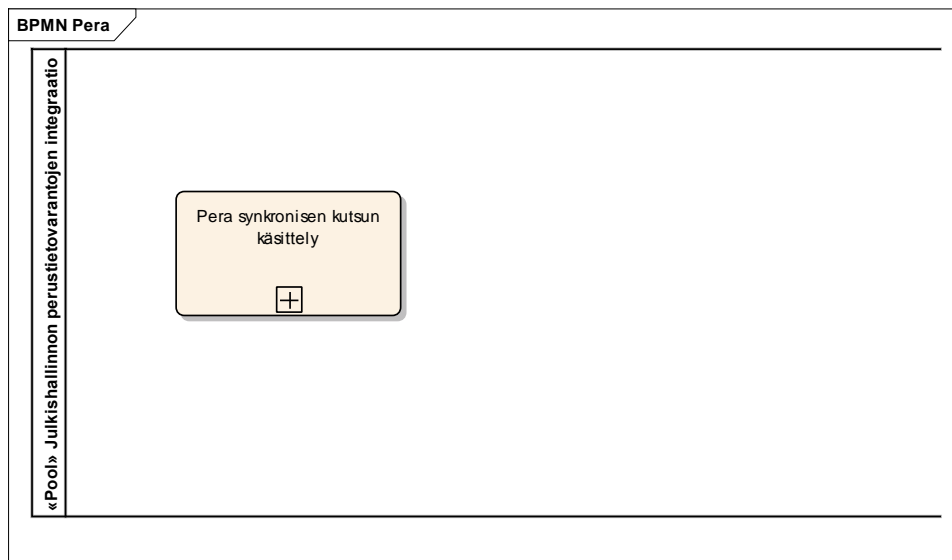 BPMN Pera
«Pool» Julkishallinnon perustietovarantojen integraatio
Pera synkronisen kutsun
käsittely